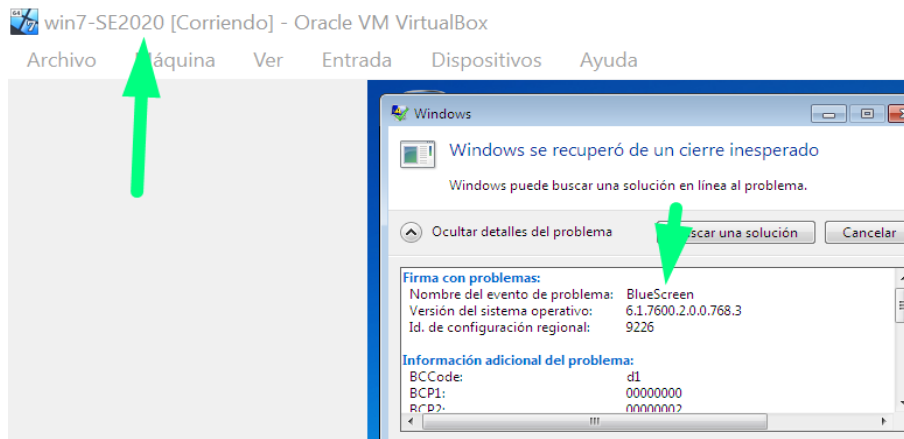 win7-SE2020 [Corriendo] - Oracle VM VirtualBox
Archivo Máquina Ver Entrada Dispositivos Ayuda
Windows
Windows se recuperó de un cierre inesperado
Windows puede buscar una solución en línea al problema.
Ocultar detalles del problema scar una solución Cancelar
Firma con problemas:
Nombre del evento de problema: BlueScreen
Versión del sistema operativo: 6.1.7600.2.0.0.768.3
Id. de configuración regional: 9226
Información adicional del problema:
BCCode: d1
BCP1: 00000000
BCP2: 00000002